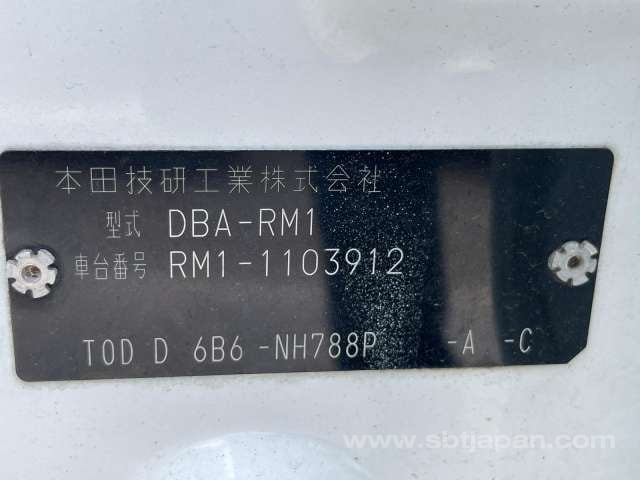 本田技研工業株式会社
型式 DBA-RM1
車台番号 RM1-1103912
TOD D 6B6 -NH788P -A -C
www.sbtjapan.com